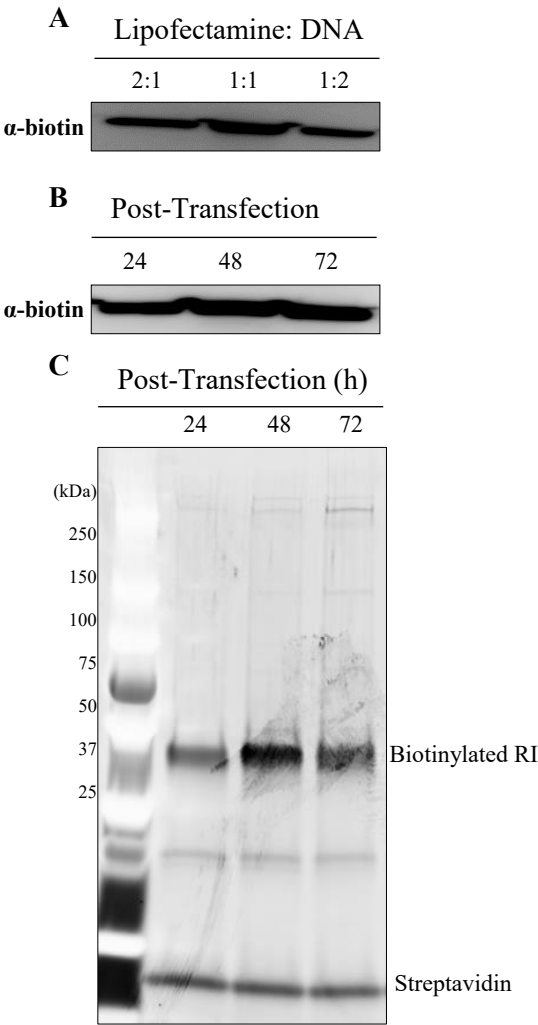 A
Lipofectamine: DNA
2:1 1:1 1:2
α-biotin
B
Post-Transfection
24 48 72
α-biotin
C
Post-Transfection (h)
24 48 72
(kDa)
250
150
100
75
50
37
Biotinylated RI
25
Streptavidin